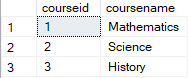 courseid coursename
1 1 Mathematics
2 2 Science
3 3 History